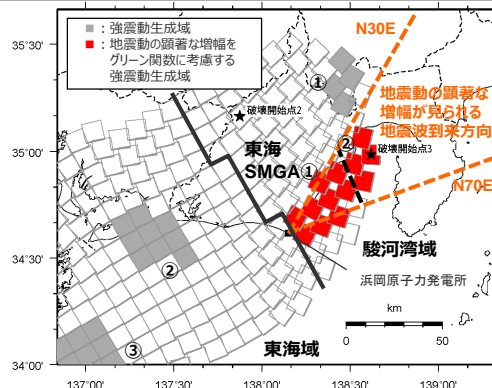 ■：強震動生成域
■：地震動の顕著な増幅を
グリーン関数に考慮する
強震動生成域
N30E
地震動の顕著な
増幅が見られる
地震波到来方向
N70E
①
★破壊開始点2
東海
SMGA①
②
★破壊開始点3
駿河湾域
浜岡原子力発電所
②
③
東海域
km
0 50
35°30'
35°00'
34°30'
34°00'
137°00' 137°30' 138°00' 138°30' 139°00'